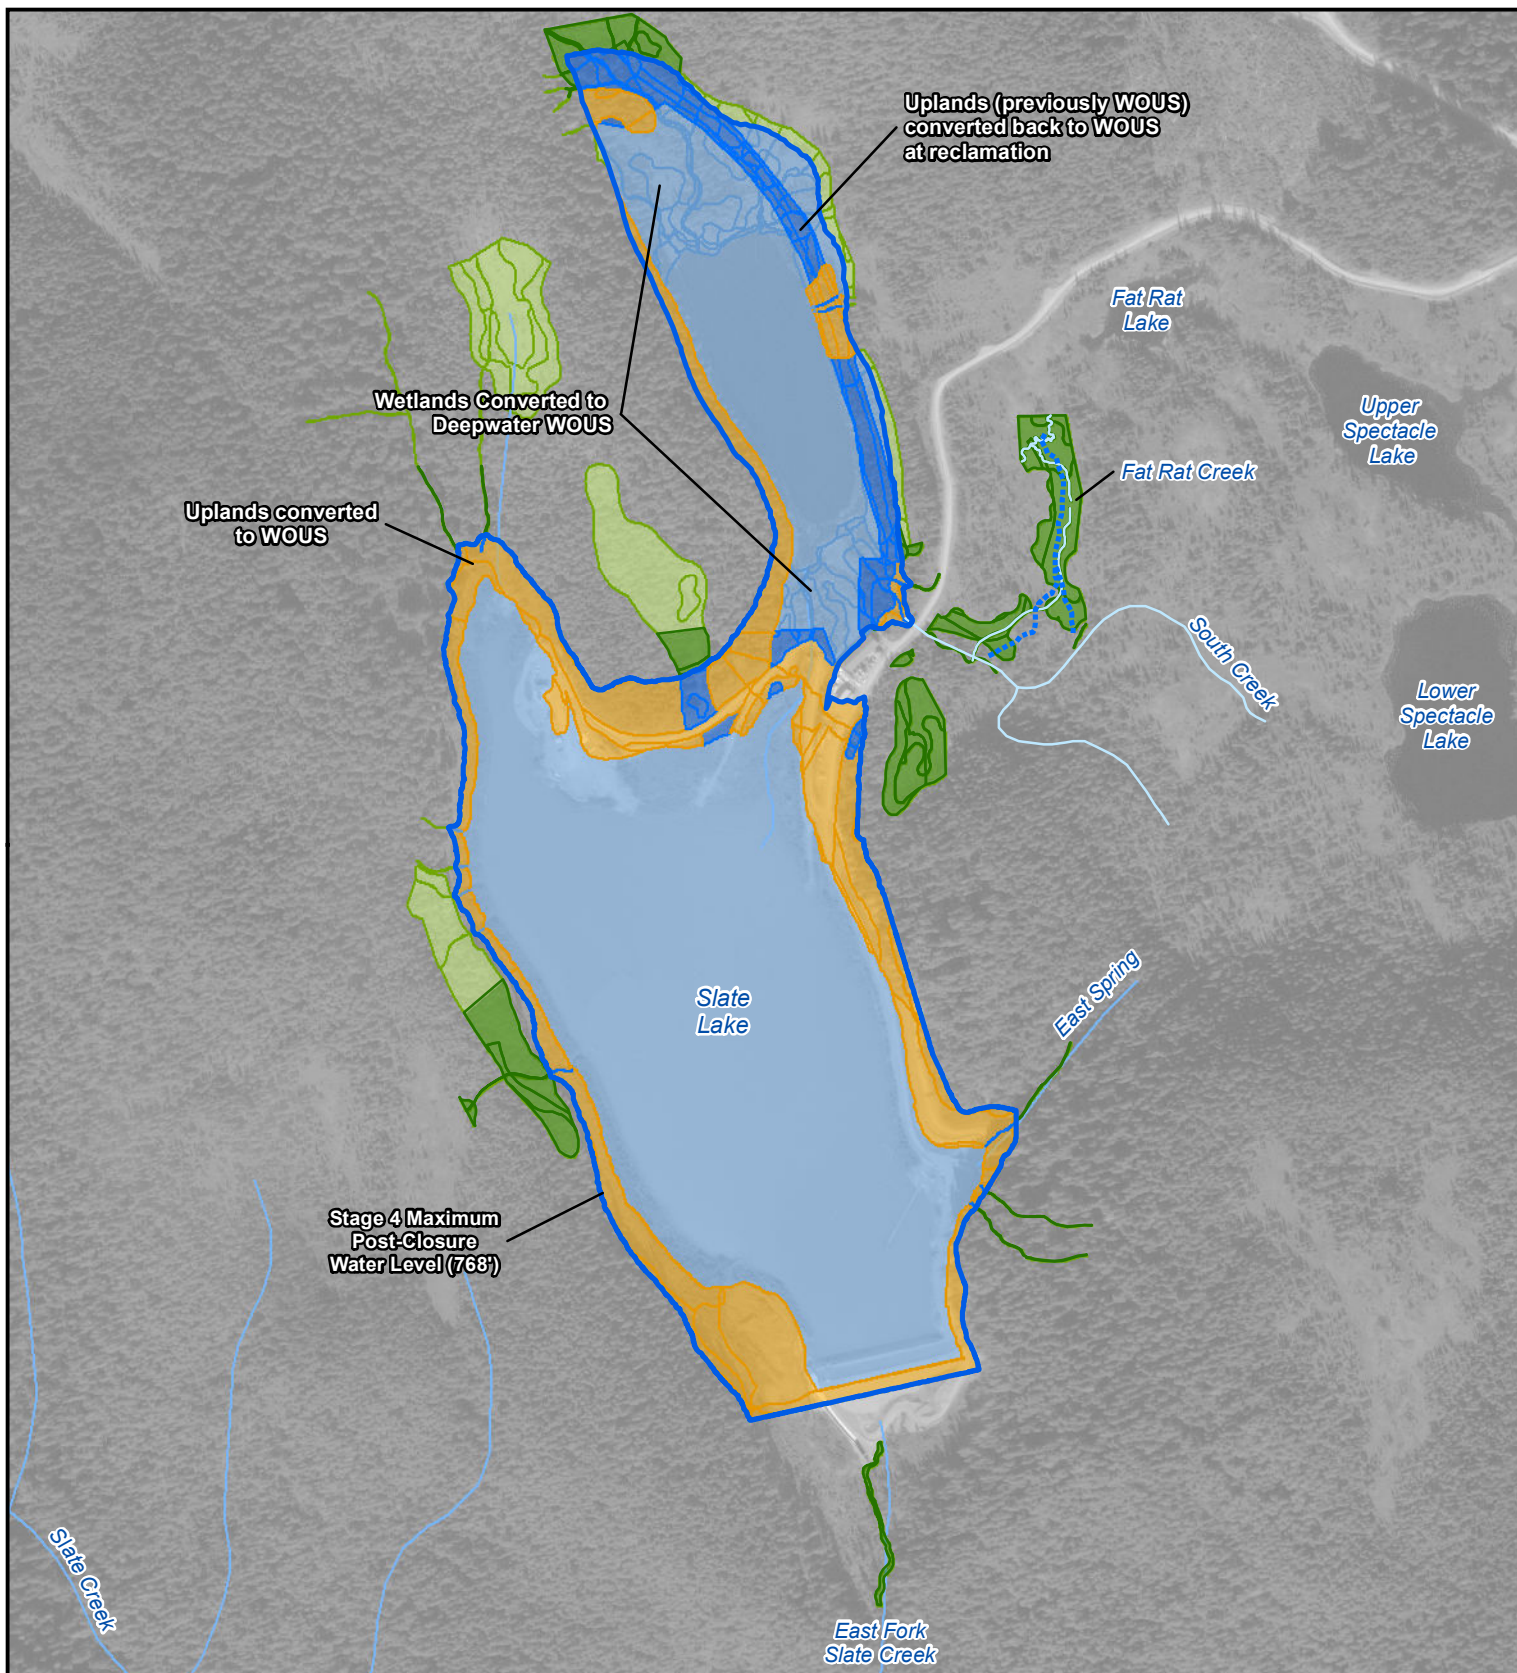 Uplands (previously WOUS)
converted back to WOUS
at reclamation
Fat Rat
Lake
Wetlands Converted to
Deepwater WOUS
Upper
Spectacle
Lake
Fat Rat Creek
Uplands converted
to WOUS
South Creek
Lower
Spectacle
Lake
East Spring
Slate
Lake
Stage 4 Maximum
Post-Closure
Water Level (768')
Slate Creek
East Fork
Slate Creek